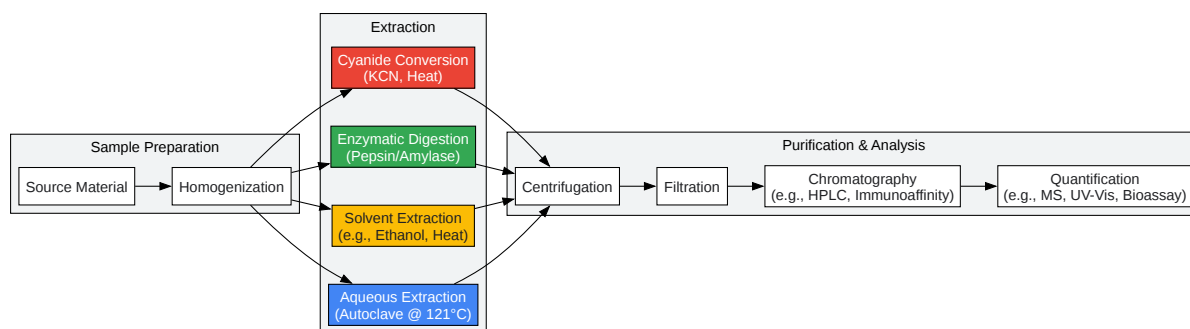 Sample Preparation
Source Material
Homogenization
Extraction
Cyanide Conversion
(KCN, Heat)
Enzymatic Digestion
(Pepsin/Amylase)
Solvent Extraction
(e.g., Ethanol, Heat)
Aqueous Extraction
(Autoclave @ 121°C)
Purification & Analysis
Centrifugation
Filtration
Chromatography
(e.g., HPLC, Immunoaffinity)
Quantification
(e.g., MS, UV-Vis, Bioassay)